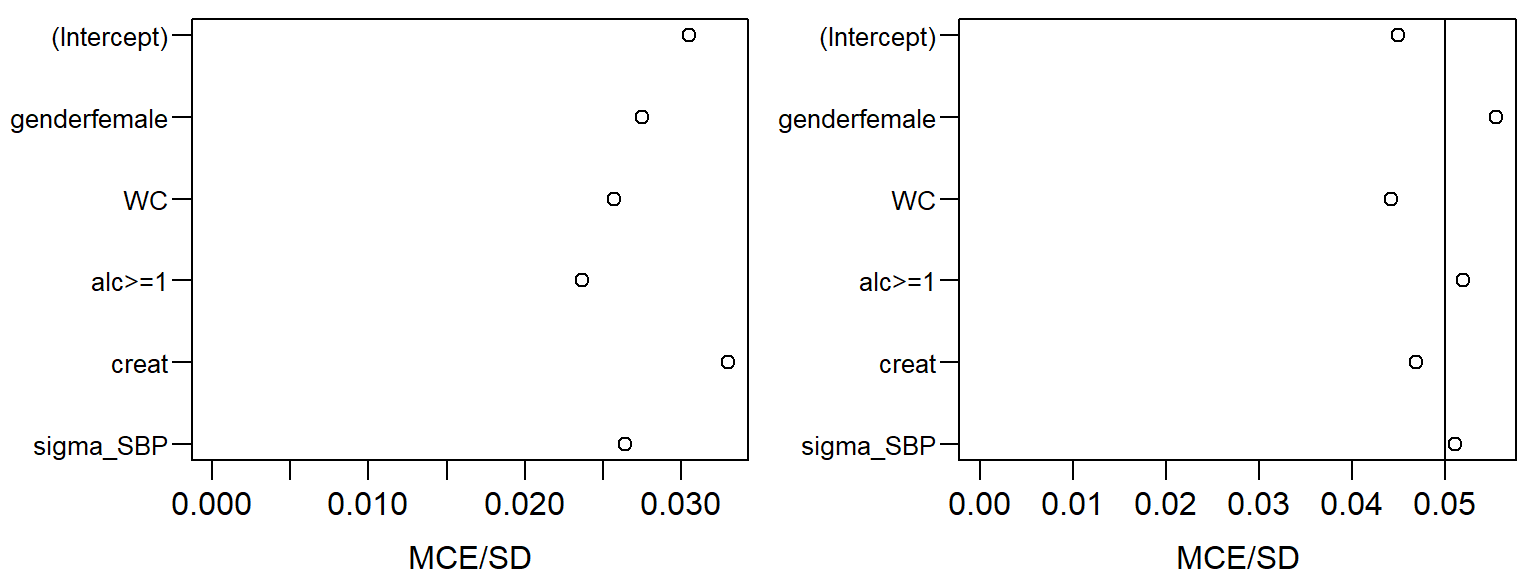 (Intercept)
genderfemale
WC
alc>=1
creat
sigma_SBP
0.000 0.010 0.020 0.030
MCE/SD
(Intercept)
genderfemale
WC
alc>=1
creat
sigma_SBP
0.00 0.01 0.02 0.03 0.04 0.05
MCE/SD